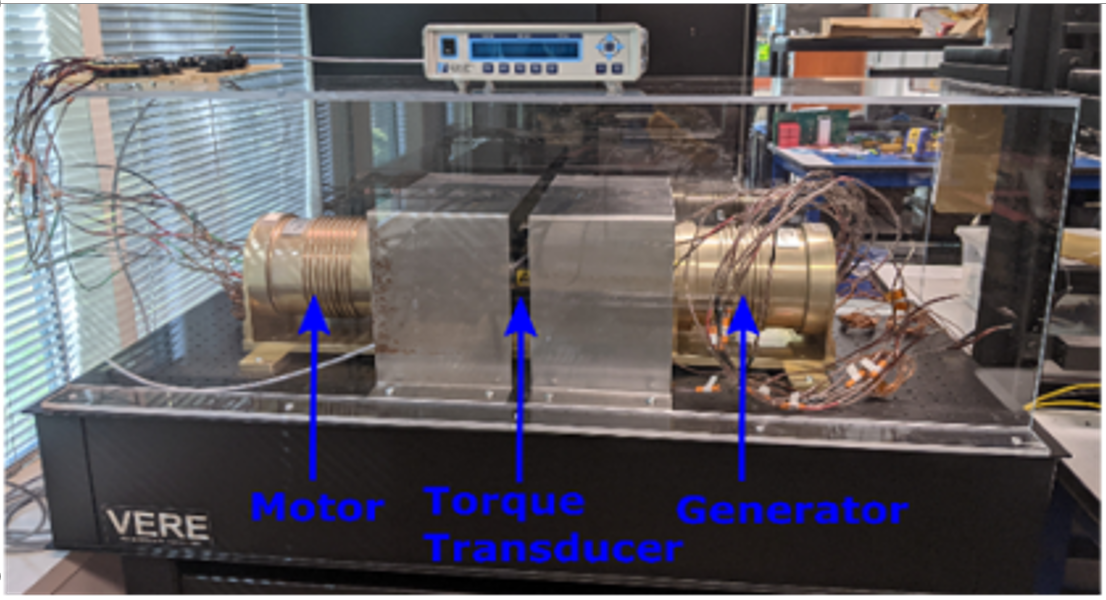 Motor
Torque
Transducer
Generator
VERE